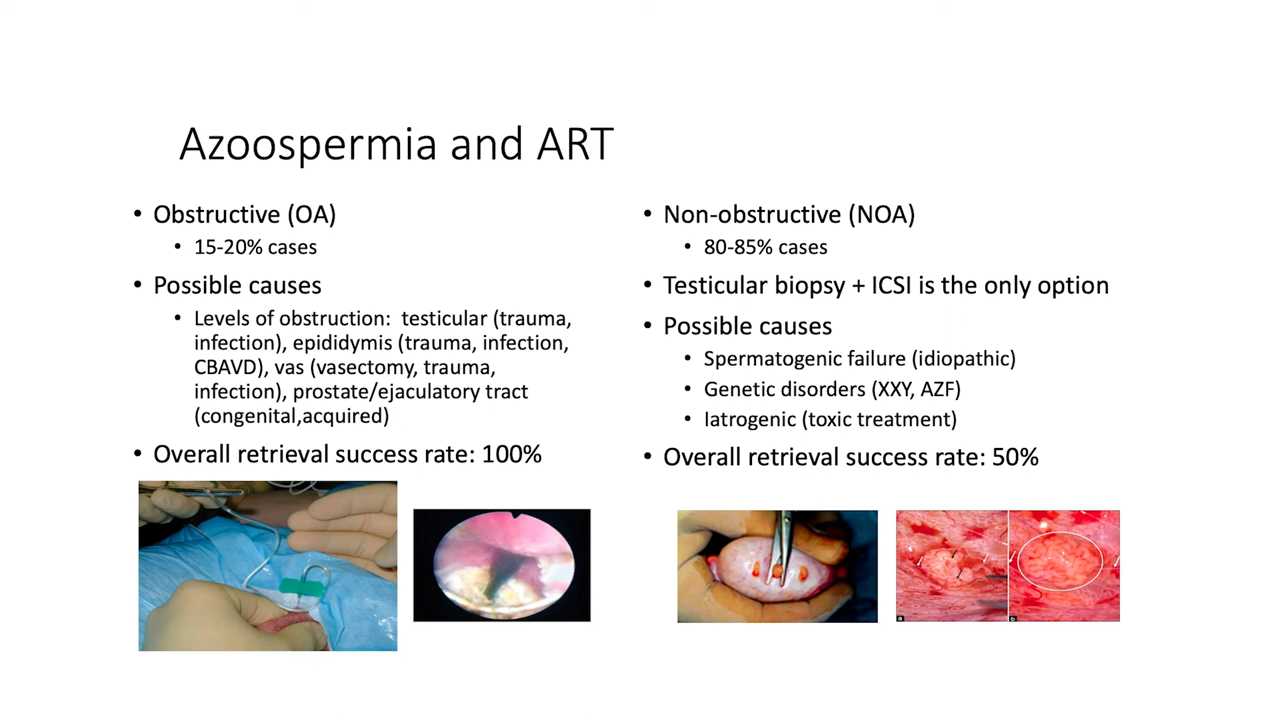 Azoospermia and ART
• Obstructive (OA)
• 15-20% cases
• Possible causes
• Levels of obstruction: testicular (trauma,
infection), epididymis (trauma, infection,
CBAVD), vas (vasectomy, trauma,
infection), prostate/ejaculatory tract
(congenital,acquired)
• Overall retrieval success rate: 100%
• Non-obstructive (NOA)
• 80-85% cases
• Testicular biopsy + ICSI is the only option
• Possible causes
• Spermatogenic failure (idiopathic)
• Genetic disorders (XXY, AZF)
• Iatrogenic (toxic treatment)
• Overall retrieval success rate: 50%
a
b